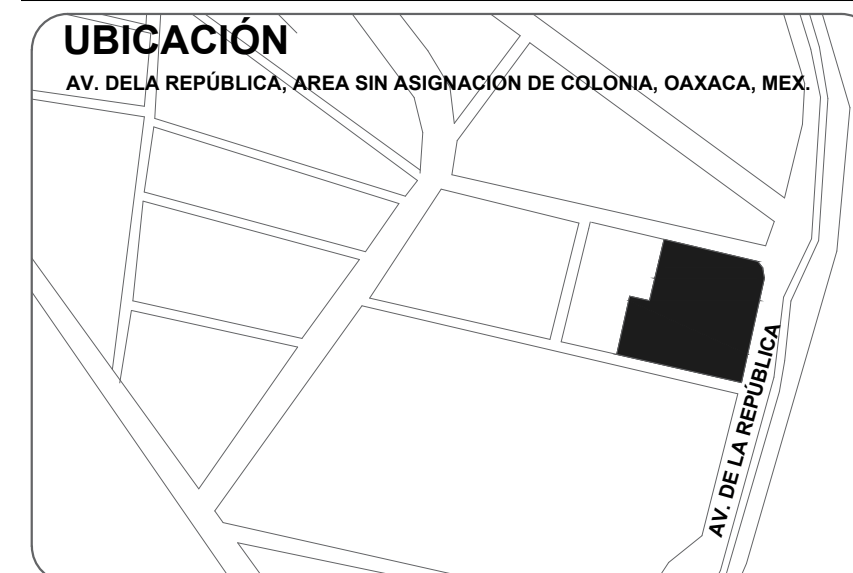 UBICACIÓN
AV. DELA REPÚBLICA, AREA SIN ASIGNACION DE COLONIA, OAXACA, MEX.
AV. DE LA REPÚBLICA